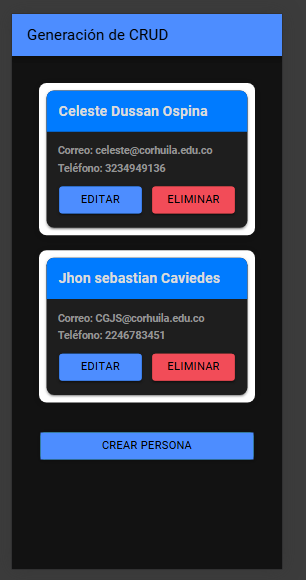 Generación de CRUD
Celeste Dussan Ospina
Correo: celeste@corhuila.edu.co
Teléfono: 3234949136
EDITAR
ELIMINAR
Jhon sebastian Caviedes
Correo: CGJS@corhuila.edu.co
Teléfono: 2246783451
EDITAR
ELIMINAR
CREAR PERSONA